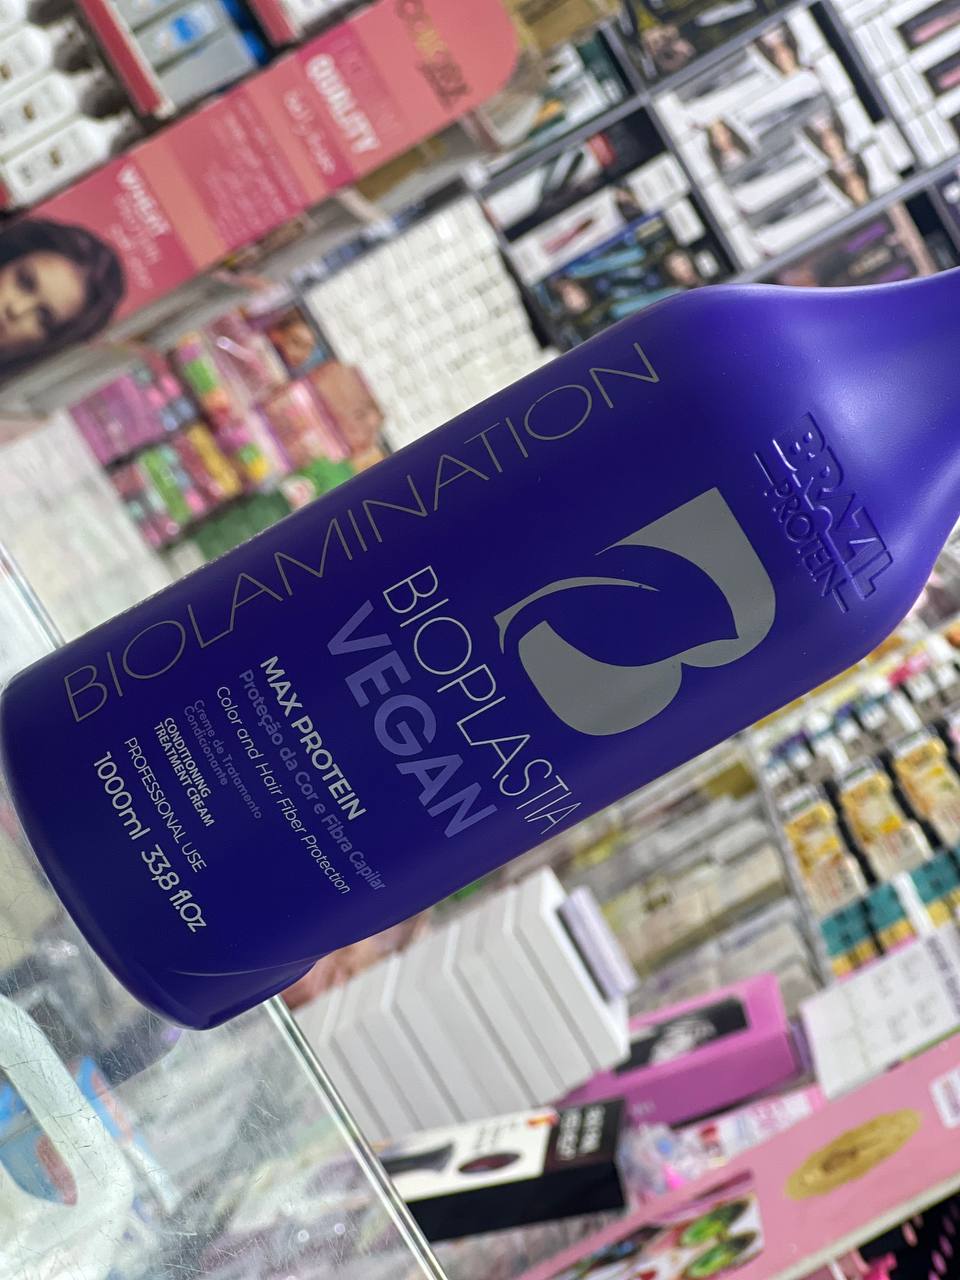 BRAZIL
PROTEIN
BIOLAMINATION
BIOPLASTIA
VEGAN
MAX PROTEIN
Proteção da Cor e Fibra Capilar
Color and Hair Fiber Protection
Creme de Tratamento
Condicionante
CONDITIONING
TREATMENT CREAM
PROFESSIONAL USE
1000ml 33,8 fl.Oz
QUALITY
WHEAT